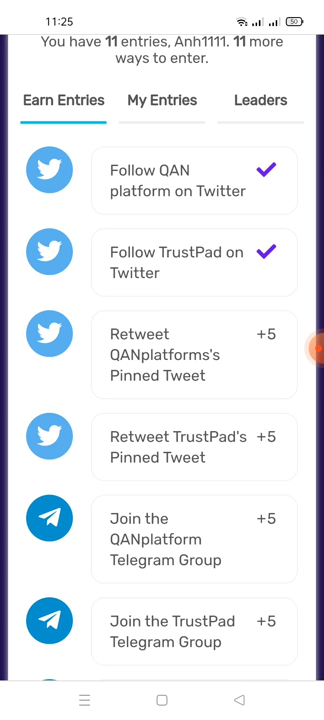 11:25
50
You have 11 entries, Anh1111. 11 more
ways to enter.
Earn Entries
My Entries
Leaders
Follow QAN
platform on Twitter
Follow TrustPad on
Twitter
Retweet +5
QANplatforms's
Pinned Tweet
Retweet TrustPad's +5
Pinned Tweet
Join the +5
QANplatform
Telegram Group
Join the TrustPad +5
Telegram Group